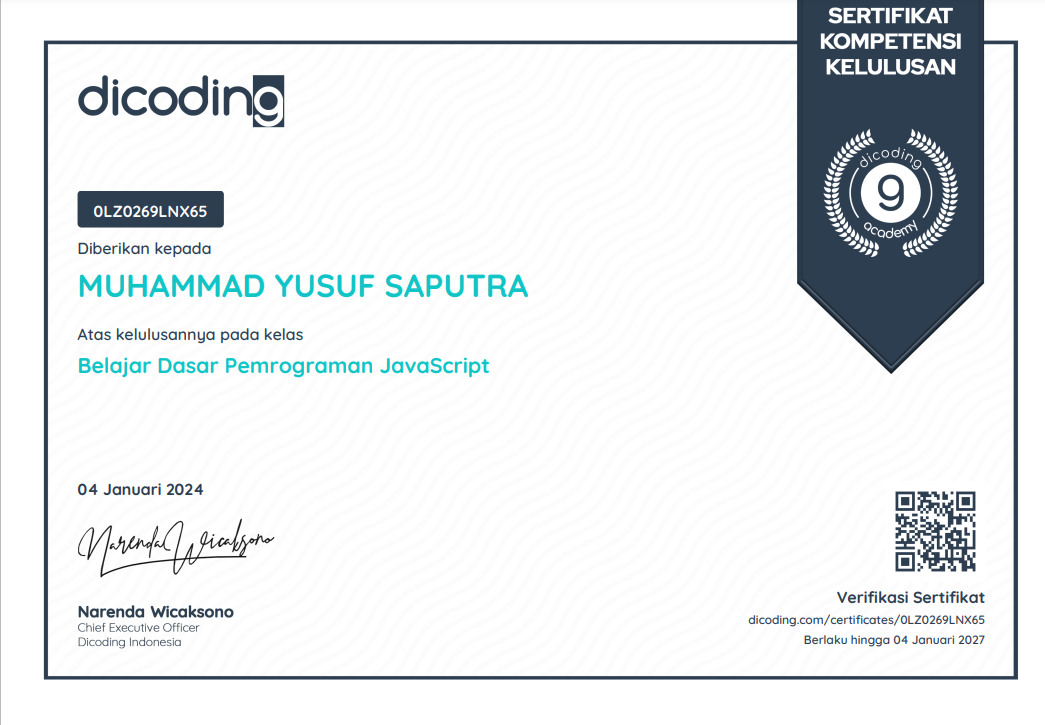 SERTIFIKAT
KOMPETENSI
KELULUSAN
dicoding
dicoding
9
academy
0LZ0269LNX65
Diberikan kepada
MUHAMMAD YUSUF SAPUTRA
Atas kelulusannya pada kelas
Belajar Dasar Pemrograman JavaScript
04 Januari 2024
Narenda Wicaksono
Narenda Wicaksono
Chief Executive Officer
Dicoding Indonesia
Verifikasi Sertifikat
dicoding.com/certificates/0LZ0269LNX65
Berlaku hingga 04 Januari 2027